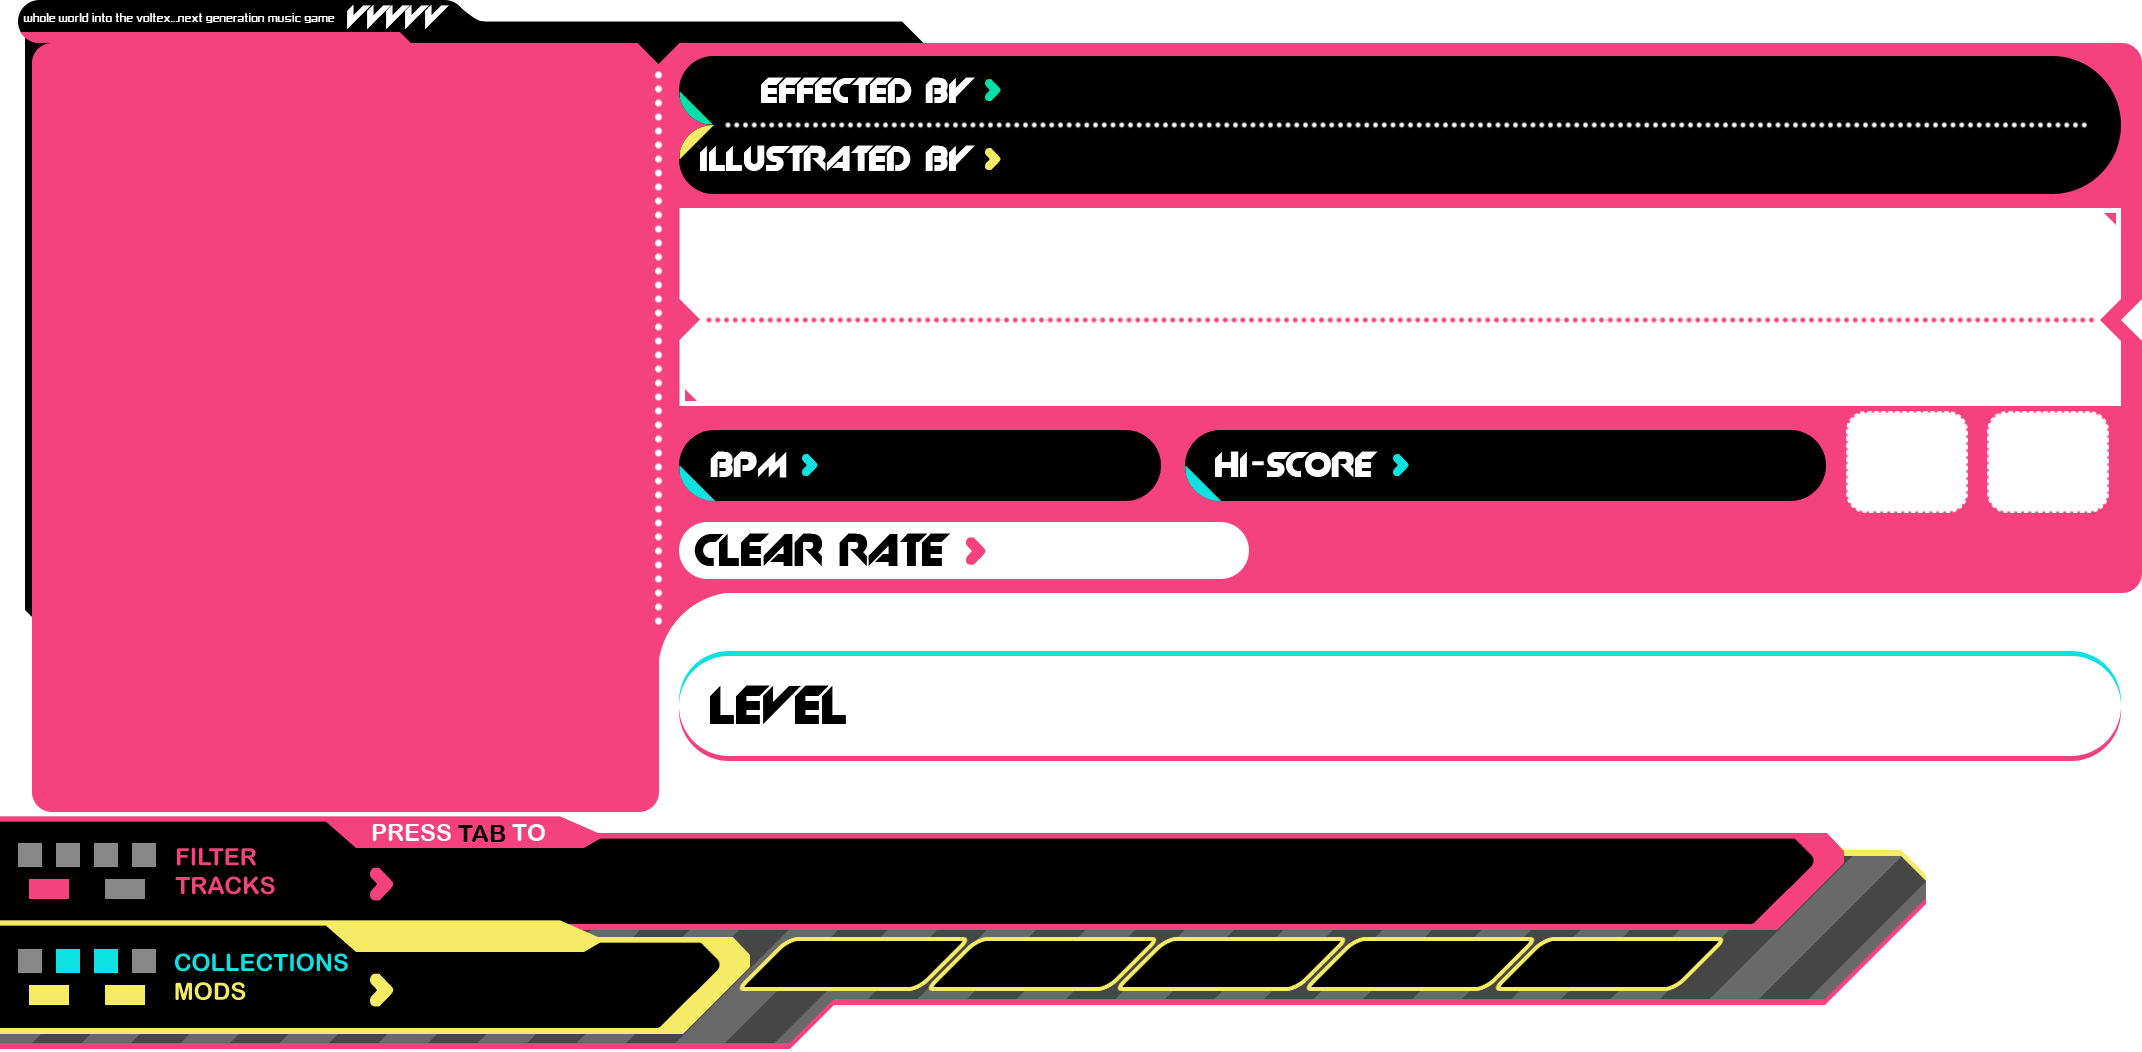 whole world into the voltex...next generation music game
EFFECTED BY
ILLUSTRATED BY
BPM
HI-SCORE
CLEAR RATE
LEVEL
PRESS TAB TO
FILTER
TRACKS
COLLECTIONS
MODS